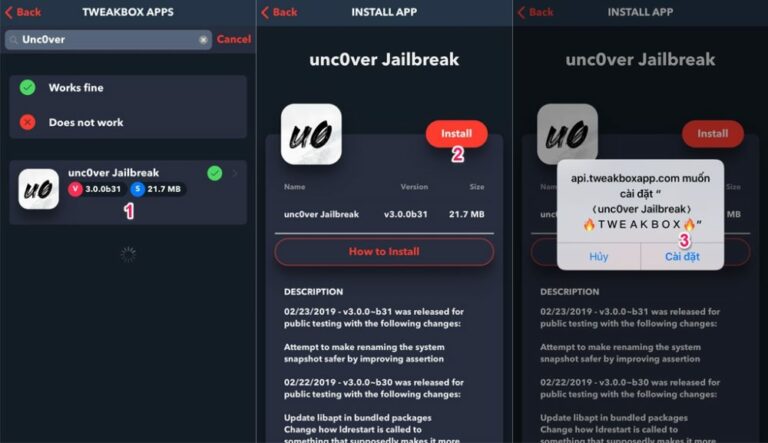 Back
TWEAKBOX APPS
Unc0ver
Cancel
Works fine
Does not work
u0
unc0ver Jailbreak
V 3.0.0b31 S 21.7 MB
1
Back
INSTALL APP
unc0ver Jailbreak
u0
Install
2
Name Version Size
unc0ver Jailbreak v3.0.0b31 21.7 MB
How to Install
DESCRIPTION
02/23/2019 - v3.0.0~b31 was released for
public testing with the following changes:
Attempt to make renaming the system
snapshot safer by improving assertion
02/22/2019 - v3.0.0~b30 was released for
public testing with the following changes:
Update libapt in bundled packages
Change how ldrestart is called to
something that supposedly makes it more
Back
INSTALL APP
unc0ver Jailbreak
u0
Install
Name Version Size
api.tweakboxapp.com muốn
cài đặt “
(unc0ver Jailbreak)
🔥T W E A K B O X🔥”
3
Hủy
Cài đặt
unc
MB
How to Install
DESCRIPTION
02/23/2019 - v3.0.0~b31 was released for
public testing with the following changes:
Attempt to make renaming the system
snapshot safer by improving assertion
02/22/2019 - v3.0.0~b30 was released for
public testing with the following changes:
Update libapt in bundled packages
Change how ldrestart is called to
something that supposedly makes it more